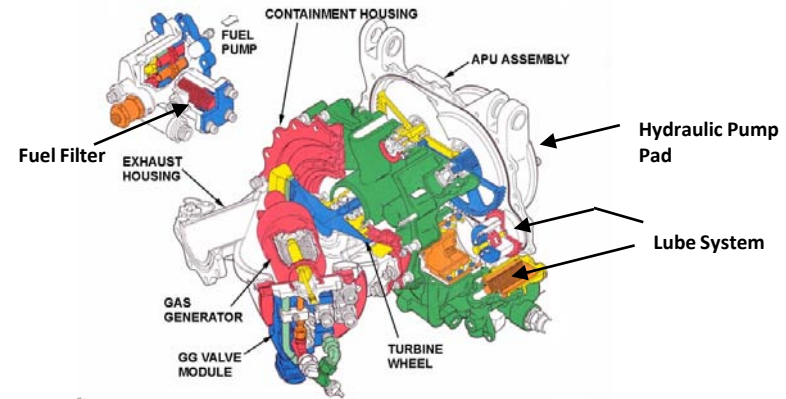 CONTAINMENT HOUSING
FUEL
PUMP
APU ASSEMBLY
Hydraulic Pump
Pad
Fuel Filter
EXHAUST
HOUSING
Lube System
GAS
GENERATOR
GG VALVE
MODULE
TURBINE
WHEEL